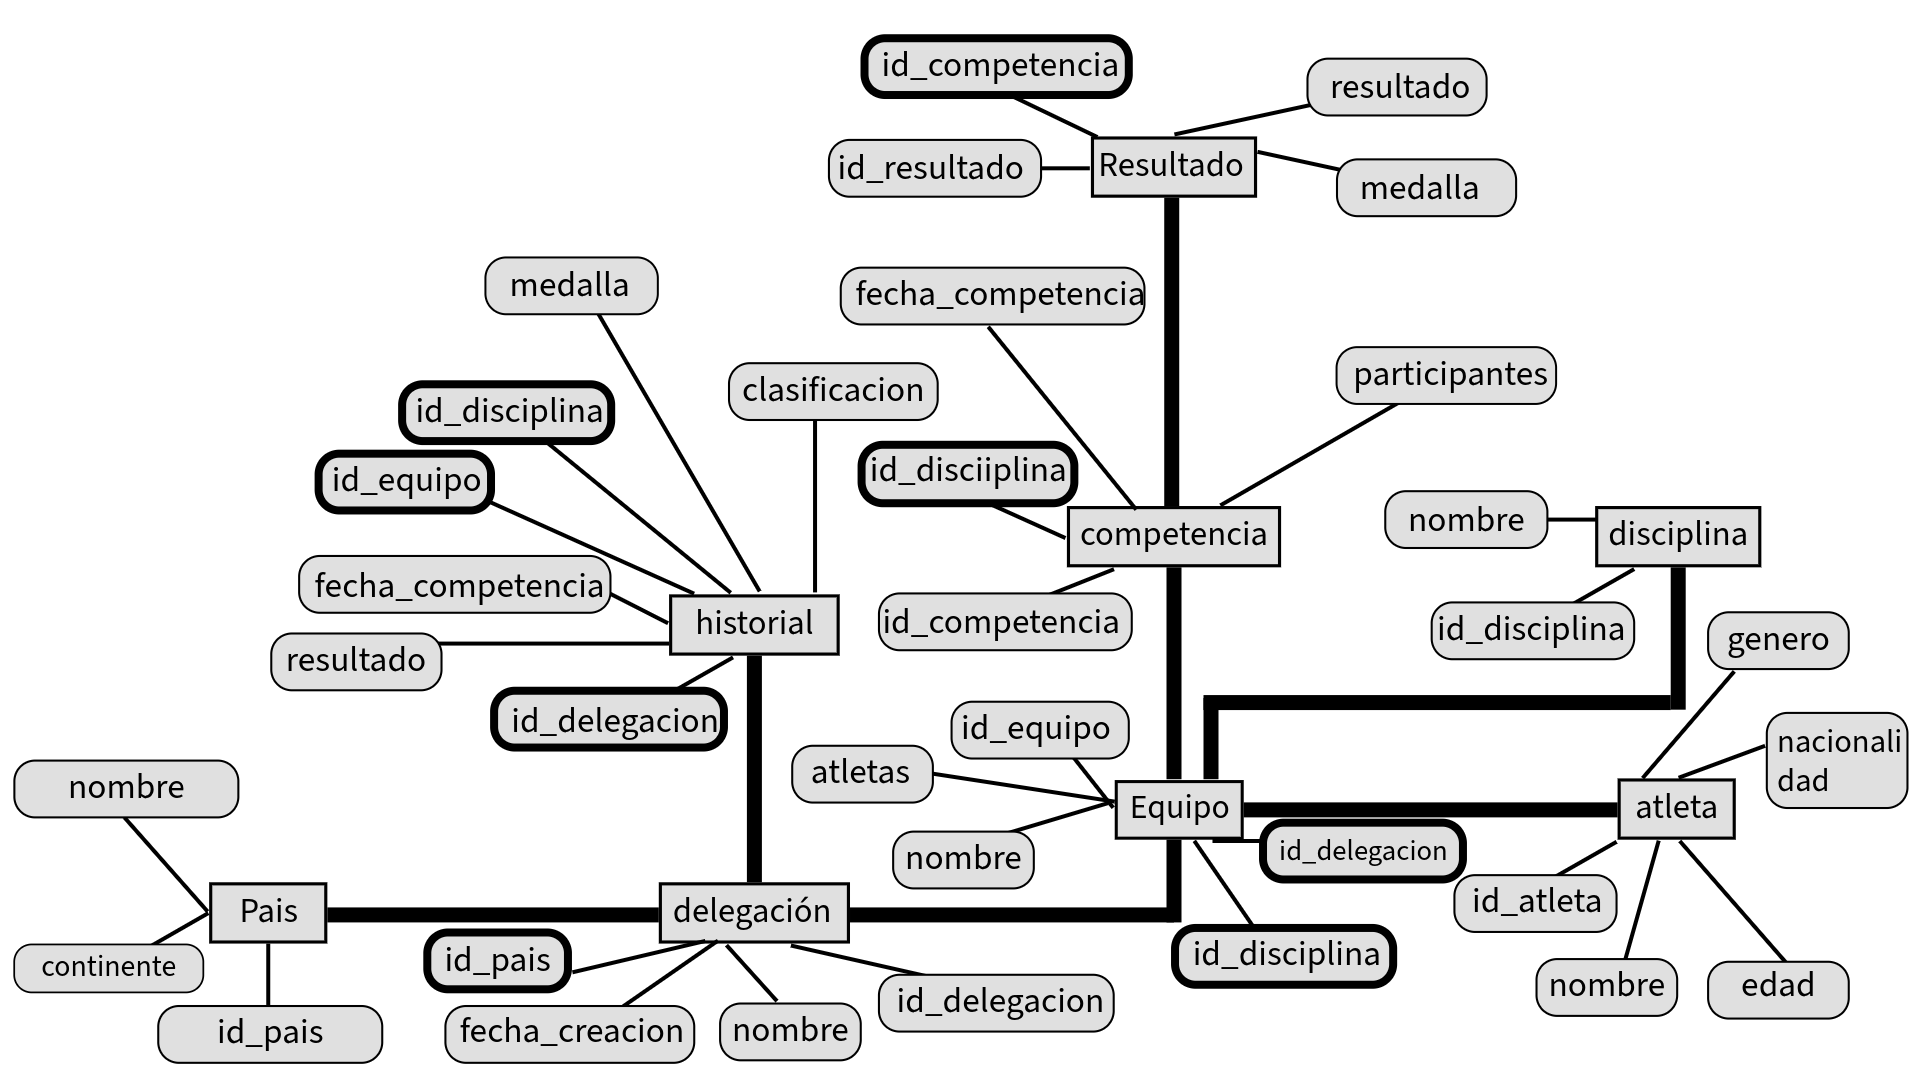 id_competencia
resultado
id_resultado
Resultado
medalla
medalla
fecha_competencia
clasificacion
participantes
id_disciplina
id_disciiplina
id_equipo
nombre
disciplina
competencia
fecha_competencia
historial
id_competencia
id_disciplina
genero
resultado
id_delegacion
id_equipo
nacionali
dad
atletas
nombre
Equipo
atleta
id_delegacion
nombre
id_atleta
Pais
delegación
id_pais
id_disciplina
continente
nombre
edad
id_delegacion
id_pais
fecha_creacion
nombre